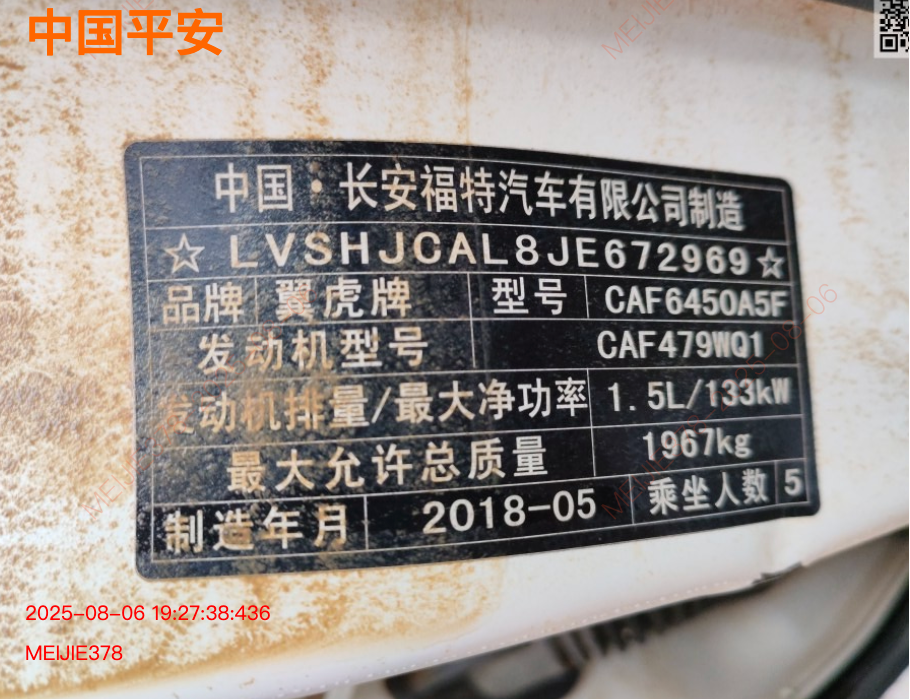 中国平安
中国·长安福特汽车有限公司制造
☆LVSHJCAL8JE672969☆
品牌 翼虎牌 型号 CAF6450A5F
发动机型号 CAF479WQ1
发动机排量/最大净功率 1.5L/133kW
最大允许总质量 1967kg
制造年月 2018-05 乘坐人数 5
2025-08-06 19:27:38:436
MEIJIE378